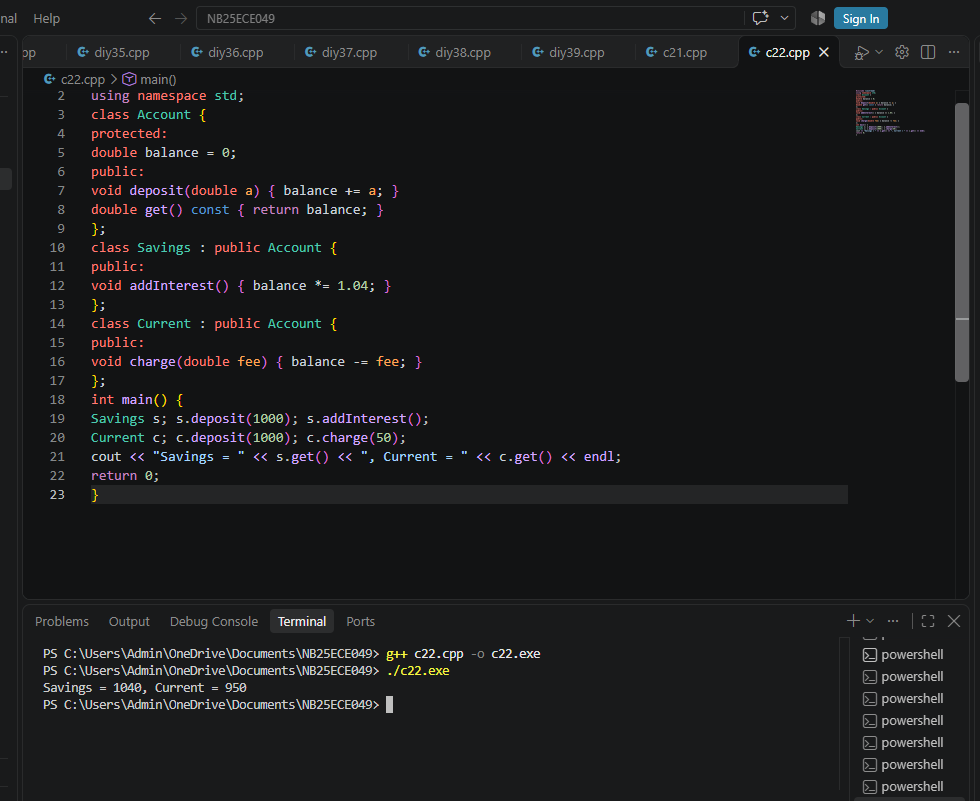 nal Help NB25ECE049 Sign In
pp diy35.cpp diy36.cpp diy37.cpp diy38.cpp diy39.cpp c21.cpp c22.cpp
c22.cpp > main()
2 using namespace std;
3 class Account {
4 protected:
5 double balance = 0;
6 public:
7 void deposit(double a) { balance += a; }
8 double get() const { return balance; }
9 };
10 class Savings : public Account {
11 public:
12 void addInterest() { balance *= 1.04; }
13 };
14 class Current : public Account {
15 public:
16 void charge(double fee) { balance -= fee; }
17 };
18 int main() {
19 Savings s; s.deposit(1000); s.addInterest();
20 Current c; c.deposit(1000); c.charge(50);
21 cout << "Savings = " << s.get() << ", Current = " << c.get() << endl;
22 return 0;
23 }
Problems Output Debug Console Terminal Ports
PS C:\Users\Admin\OneDrive\Documents\NB25ECE049> g++ c22.cpp -o c22.exe
PS C:\Users\Admin\OneDrive\Documents\NB25ECE049> ./c22.exe
Savings = 1040, Current = 950
PS C:\Users\Admin\OneDrive\Documents\NB25ECE049>
powershell
powershell
powershell
powershell
powershell
powershell
powershell